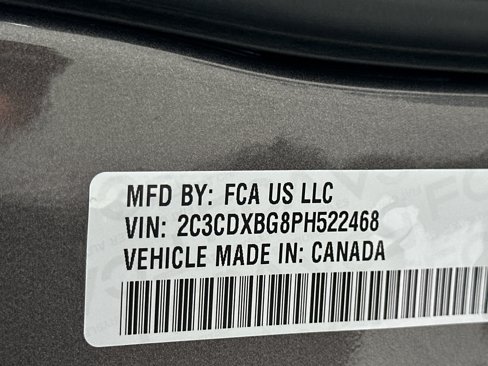 MFD BY: FCA US LLC
VIN: 2C3CDXBG8PH522468
VEHICLE MADE IN: CANADA